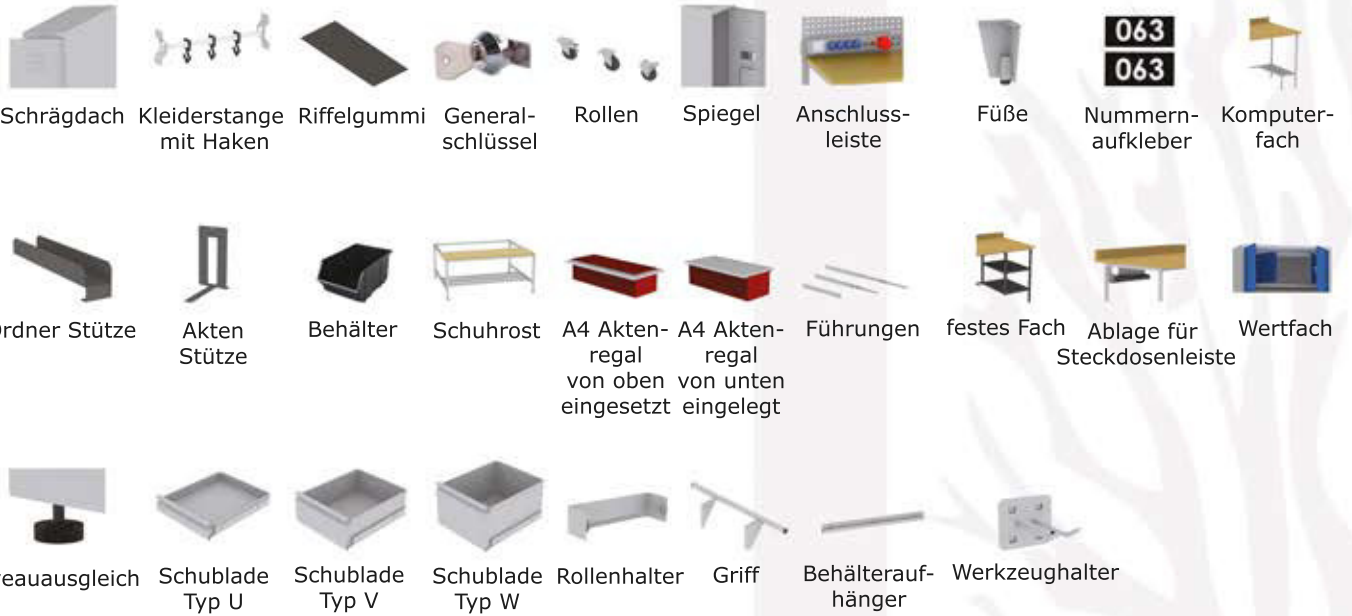 063
063
Schrägdach Kleiderstange Riffelgummi General- Rollen Spiegel Anschluss- Füße Nummern- Komputer-
mit Haken schlüssel leiste aufkleber fach
Stütze Akten Behälter Schuhrost A4 Akten- A4 Akten- Führungen festes Fach Ablage für Wertfach
Stütze regal regal Steckdosenleiste
von oben von unten
eingesetzt eingelegt
Schublade Schublade Schublade Rollenhalter Griff Behälterauf- Werkzeughalter
Typ U Typ V Typ W hänger